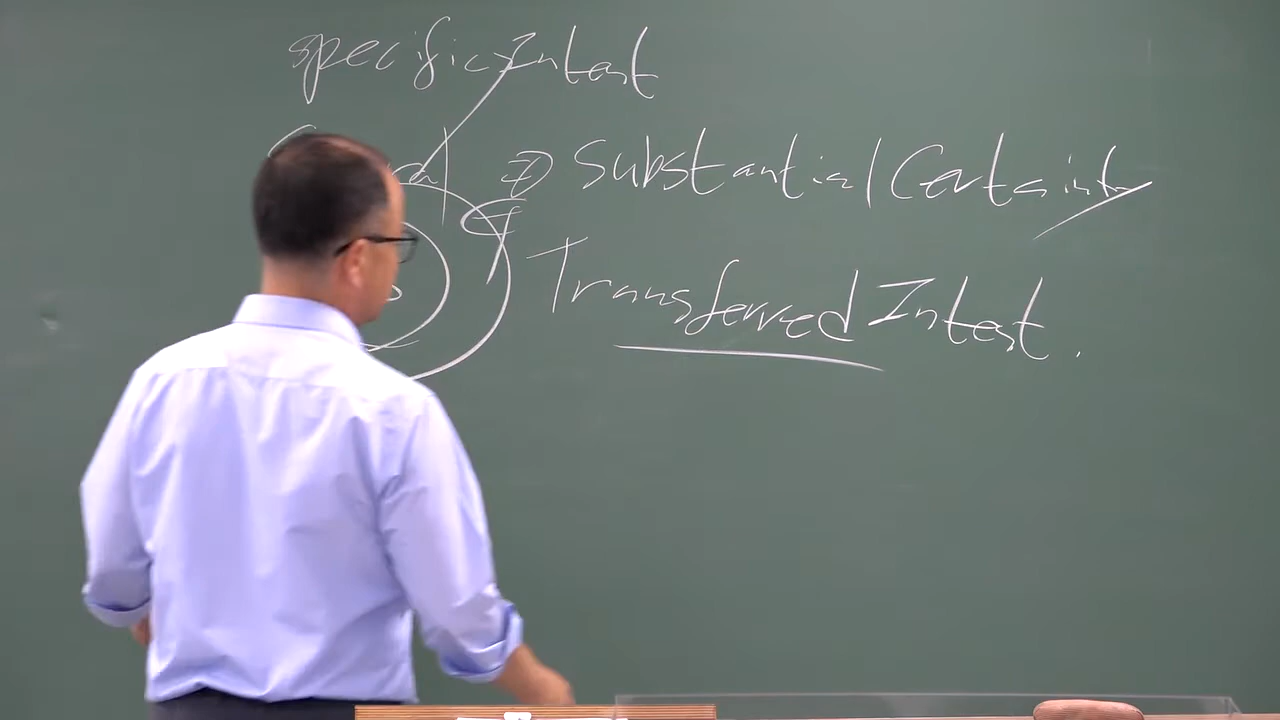 specific Intent
⇒ Substantial Certainty
Transferred Intent.